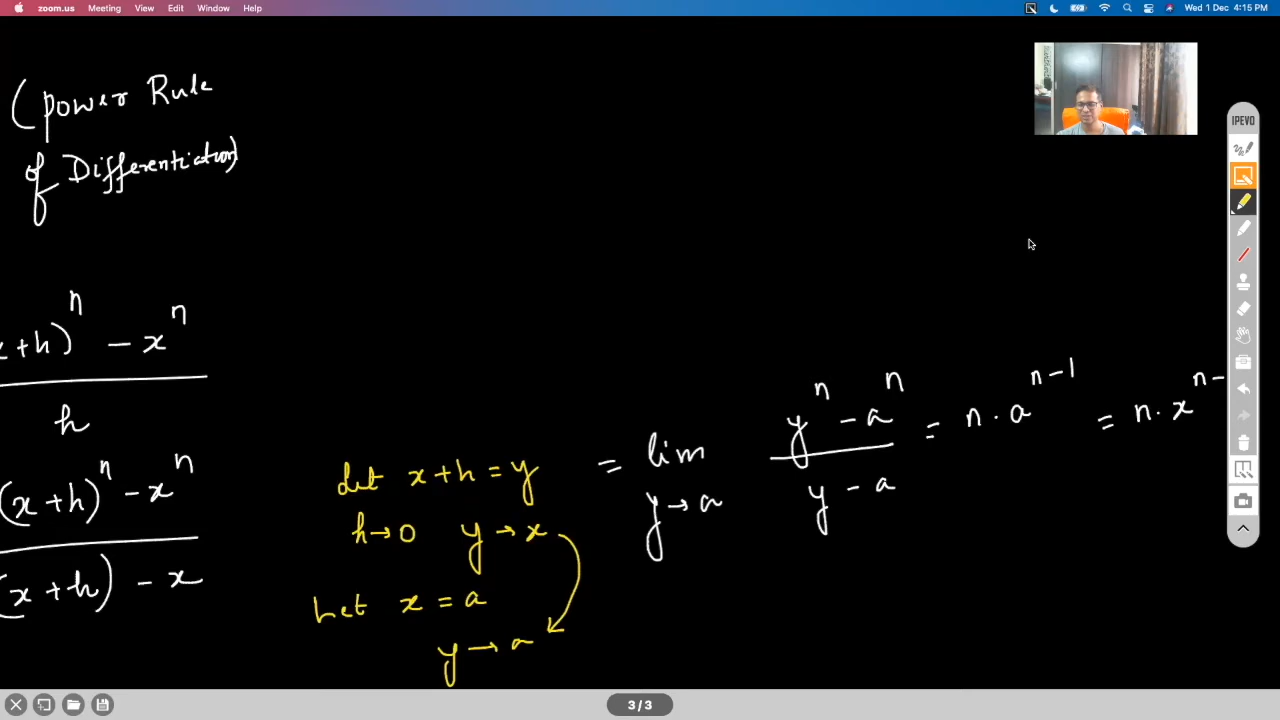 zoom.us Meeting View Edit Window Help Wed 1 Dec 4:15 PM
(Power Rule
of Differentiation)
IPEVO
x+h)^n - x^n
h
(x+h)^n - x^n
(x+h) - x
Let x+h = y
h→0 y→x
Let x = a
y→a
= lim y→a (y^n - a^n)/(y - a) = n·a^(n-1) = n·x^(n-
3/3